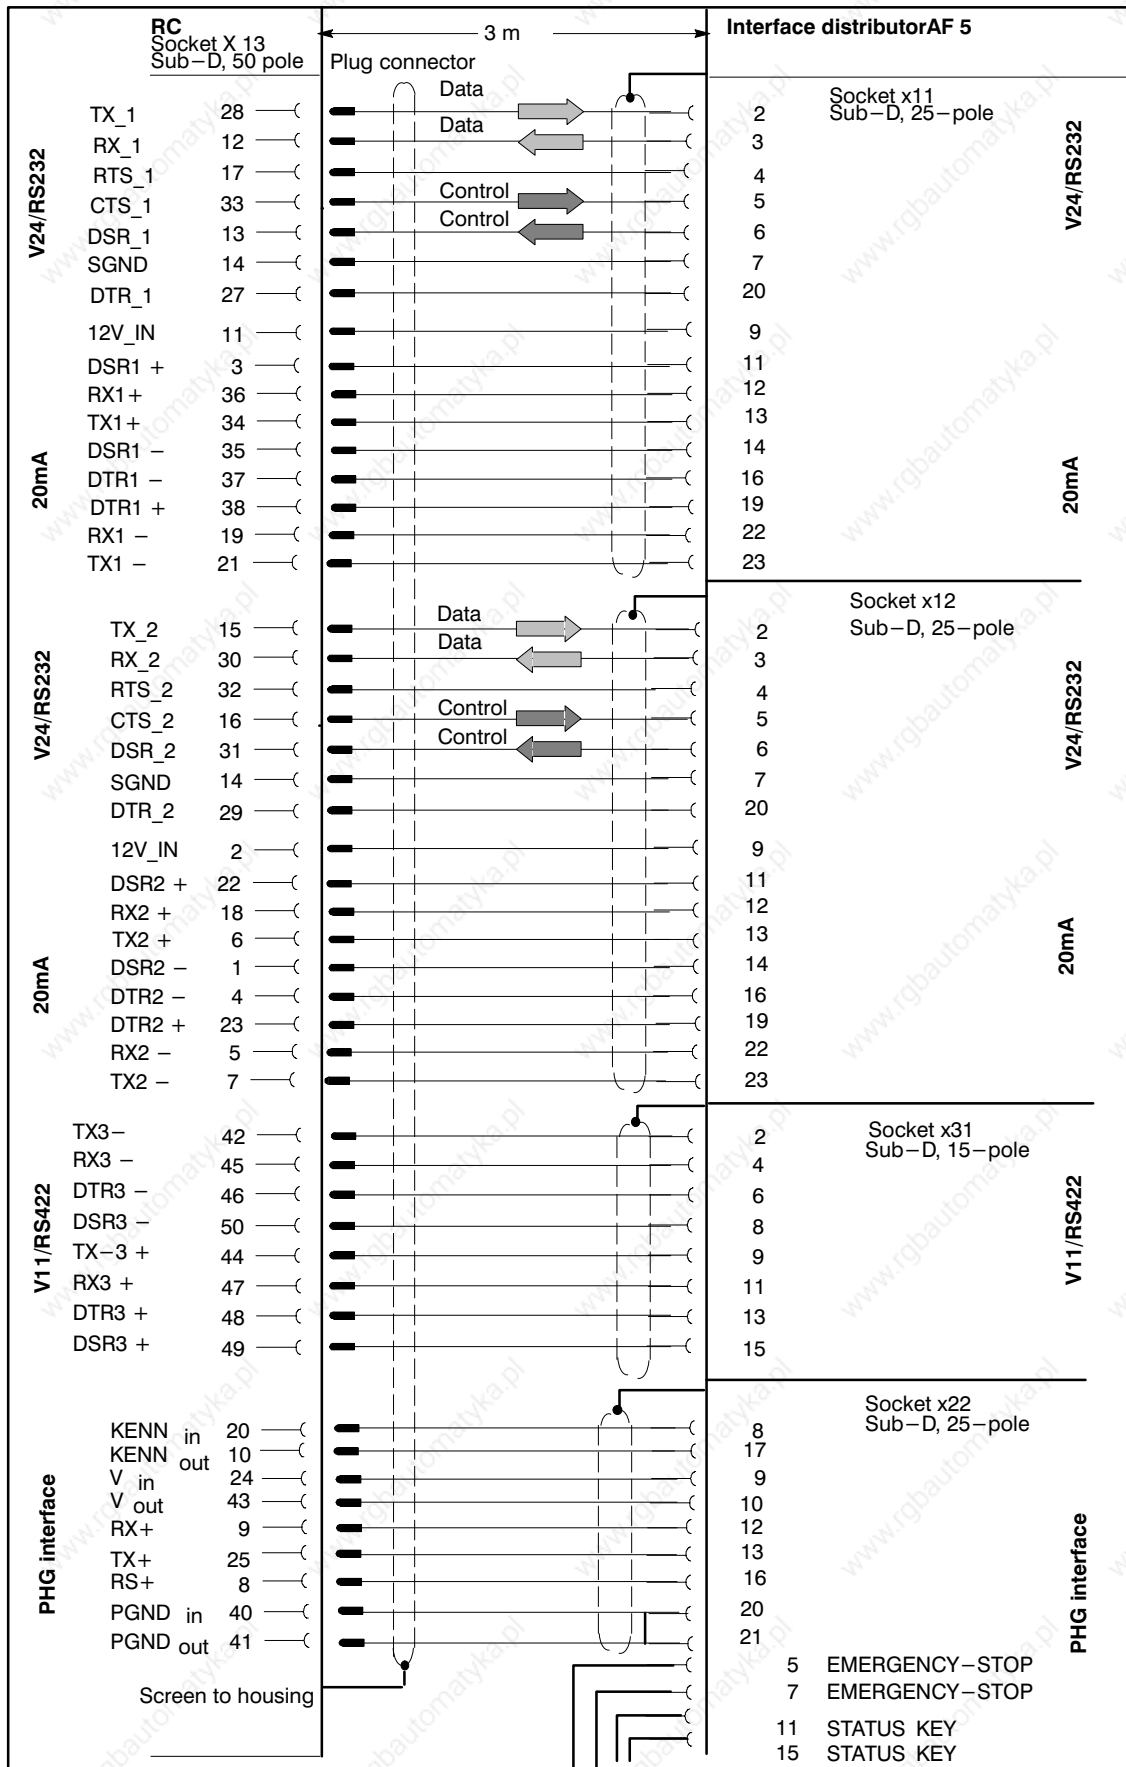 RC
Socket X 13
Sub−D, 50 pole
Plug connector
3 m
Interface distributorAF 5
Socket x11
Sub−D, 25−pole
V24/RS232
TX_1 28 Data 2
RX_1 12 Data 3
RTS_1 17 4
CTS_1 33 Control 5
DSR_1 13 Control 6
SGND 14 7
DTR_1 27 20
V24/RS232
12V_IN 11 9
DSR1 + 3 11
RX1+ 36 12
TX1+ 34 13
DSR1 − 35 14
DTR1 − 37 16
DTR1 + 38 19
RX1 − 19 22
TX1 − 21 23
20mA
20mA
Socket x12
Sub−D, 25−pole
V24/RS232
TX_2 15 Data 2
RX_2 30 Data 3
RTS_2 32 4
CTS_2 16 Control 5
DSR_2 31 Control 6
SGND 14 7
DTR_2 29 20
V24/RS232
12V_IN 2 9
DSR2 + 22 11
RX2 + 18 12
TX2 + 6 13
DSR2 − 1 14
DTR2 − 4 16
DTR2 + 23 19
RX2 − 5 22
TX2 − 7 23
20mA
20mA
Socket x31
Sub−D, 15−pole
V11/RS422
TX3− 42 2
RX3 − 45 4
DTR3 − 46 6
DSR3 − 50 8
TX−3 + 44 9
RX3 + 47 11
DTR3 + 48 13
DSR3 + 49 15
V11/RS422
Socket x22
Sub−D, 25−pole
PHG interface
KENN in 20 8
KENN out 10 17
V in 24 9
V out 43 10
RX+ 9 12
TX+ 25 13
RS+ 8 16
PGND in 40 20
PGND out 41 21
PHG interface
5 EMERGENCY−STOP
7 EMERGENCY−STOP
11 STATUS KEY
15 STATUS KEY
Screen to housing
www.rgbautomatyka.pl